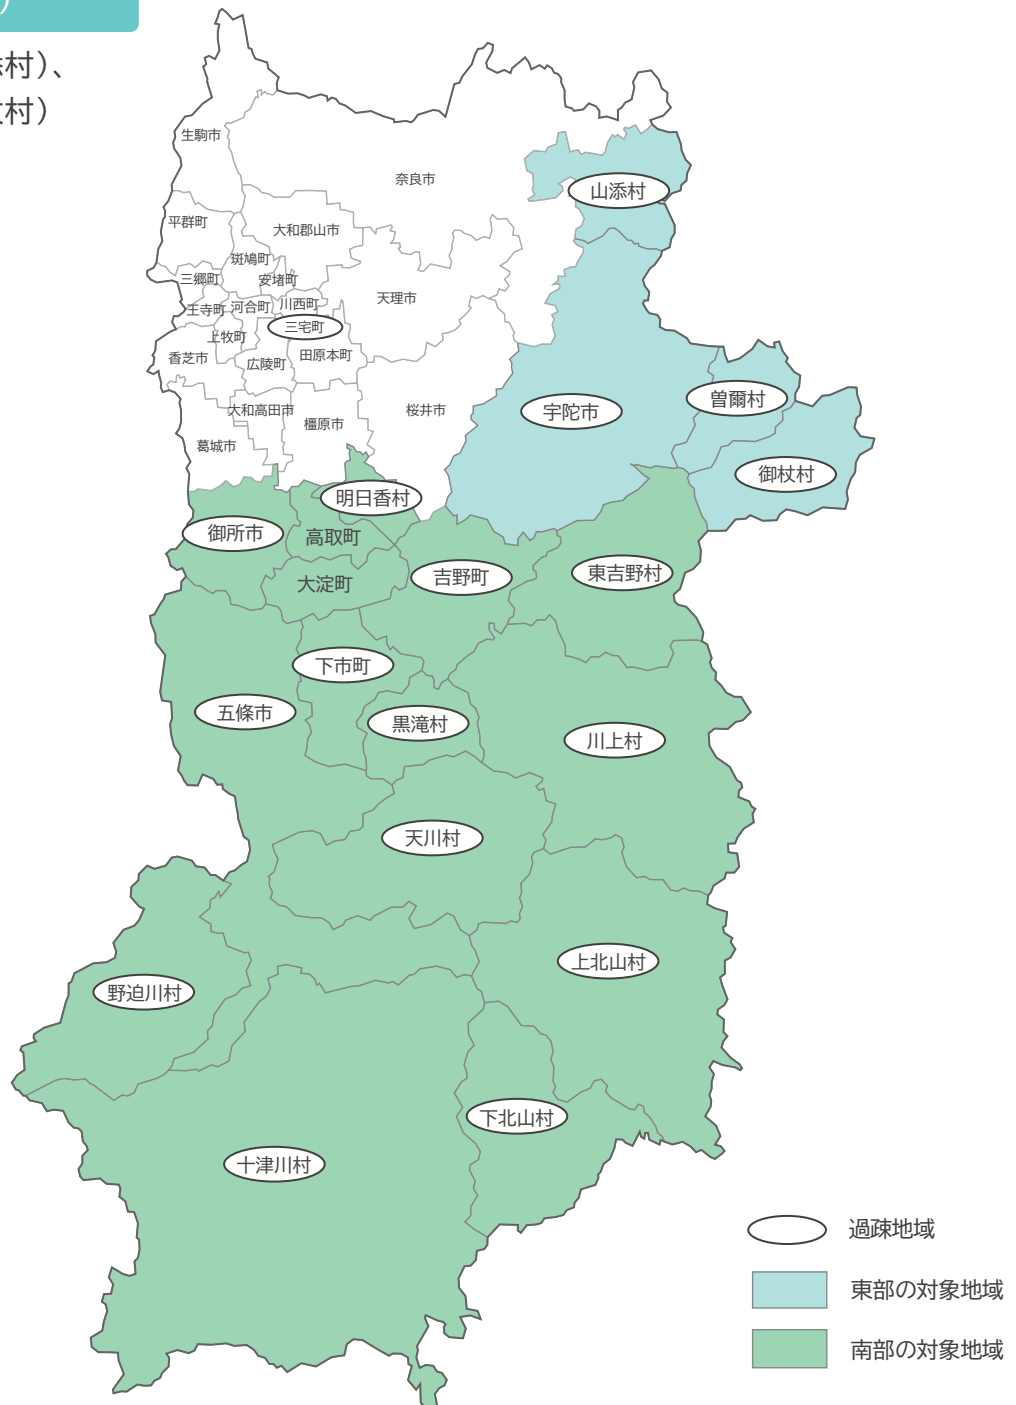 村)、
村)
生駒市
奈良市
山添村
平群町
大和郡山市
斑鳩町
三郷町
安堵町
天理市
王寺町
河合町
川西町
三宅町
上牧町
香芝市
広陵町
田原本町
曽爾村
大和高田市
橿原市
桜井市
宇陀市
葛城市
御杖村
明日香村
御所市
高取町
大淀町
吉野町
東吉野村
下市町
五條市
黒滝村
川上村
天川村
上北山村
野迫川村
下北山村
十津川村
過疎地域
東部の対象地域
南部の対象地域